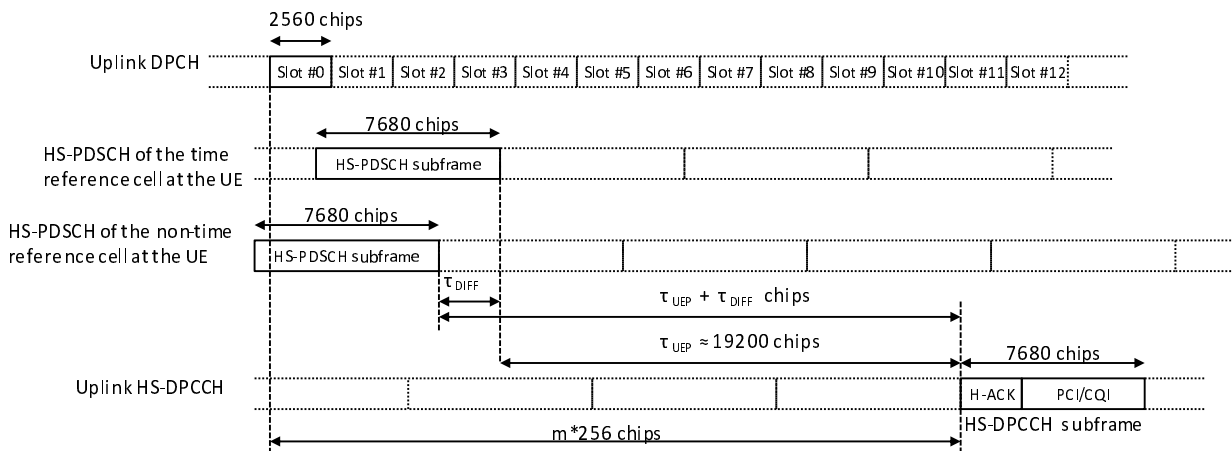 2560 chips
Uplink DPCH
Slot #0 Slot #1 Slot #2 Slot #3 Slot #4 Slot #5 Slot #6 Slot #7 Slot #8 Slot #9 Slot #10 Slot #11 Slot #12
7680 chips
HS-PDSCH of the time
reference cell at the UE
HS-PDSCH subframe
7680 chips
HS-PDSCH of the non-time
reference cell at the UE
HS-PDSCH subframe
τDIFF
τUEP + τDIFF chips
τUEP ≈ 19200 chips
7680 chips
Uplink HS-DPCCH
H-ACK PCI/CQI
HS-DPCCH subframe
m*256 chips